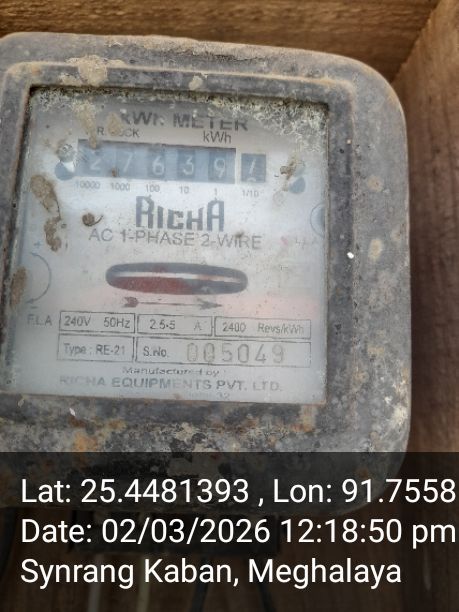 KWh METER
kWh
2 7 6 3 9
10000 1000 100 10 1 1/10
RICHA
AC 1-PHASE 2-WIRE
F.L.A 240V 50Hz 2.5-5 A 2400 Revs/kWh
Type : RE-21 S.No. 005049
Manufactured by :
RICHA EQUIPMENTS PVT. LTD.
Lat: 25.4481393 , Lon: 91.7558
Date: 02/03/2026 12:18:50 pm
Synrang Kaban, Meghalaya